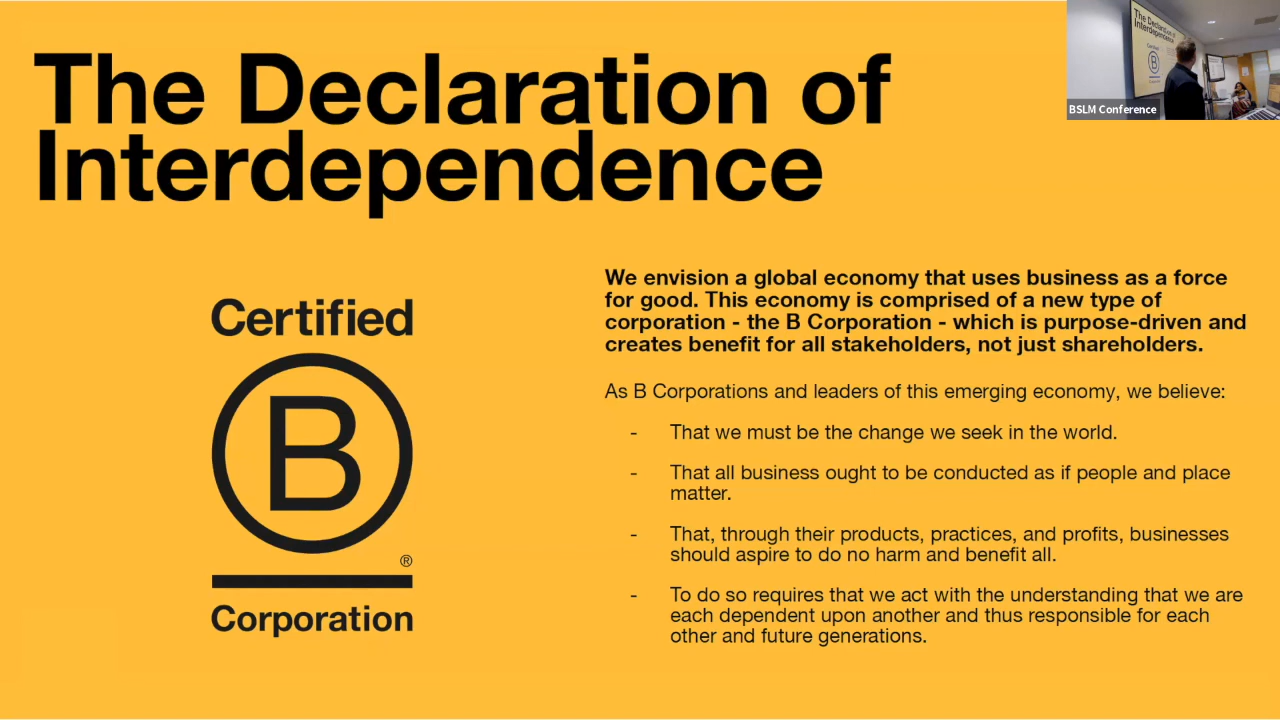 The Declaration of
Interdependence
BSLM Conference
The Declaration of
Interdependence
B
Certified
B
®
Corporation
We envision a global economy that uses business as a force
for good. This economy is comprised of a new type of
corporation - the B Corporation - which is purpose-driven and
creates benefit for all stakeholders, not just shareholders.
As B Corporations and leaders of this emerging economy, we believe:
- That we must be the change we seek in the world.
- That all business ought to be conducted as if people and place
matter.
- That, through their products, practices, and profits, businesses
should aspire to do no harm and benefit all.
- To do so requires that we act with the understanding that we are
each dependent upon another and thus responsible for each
other and future generations.